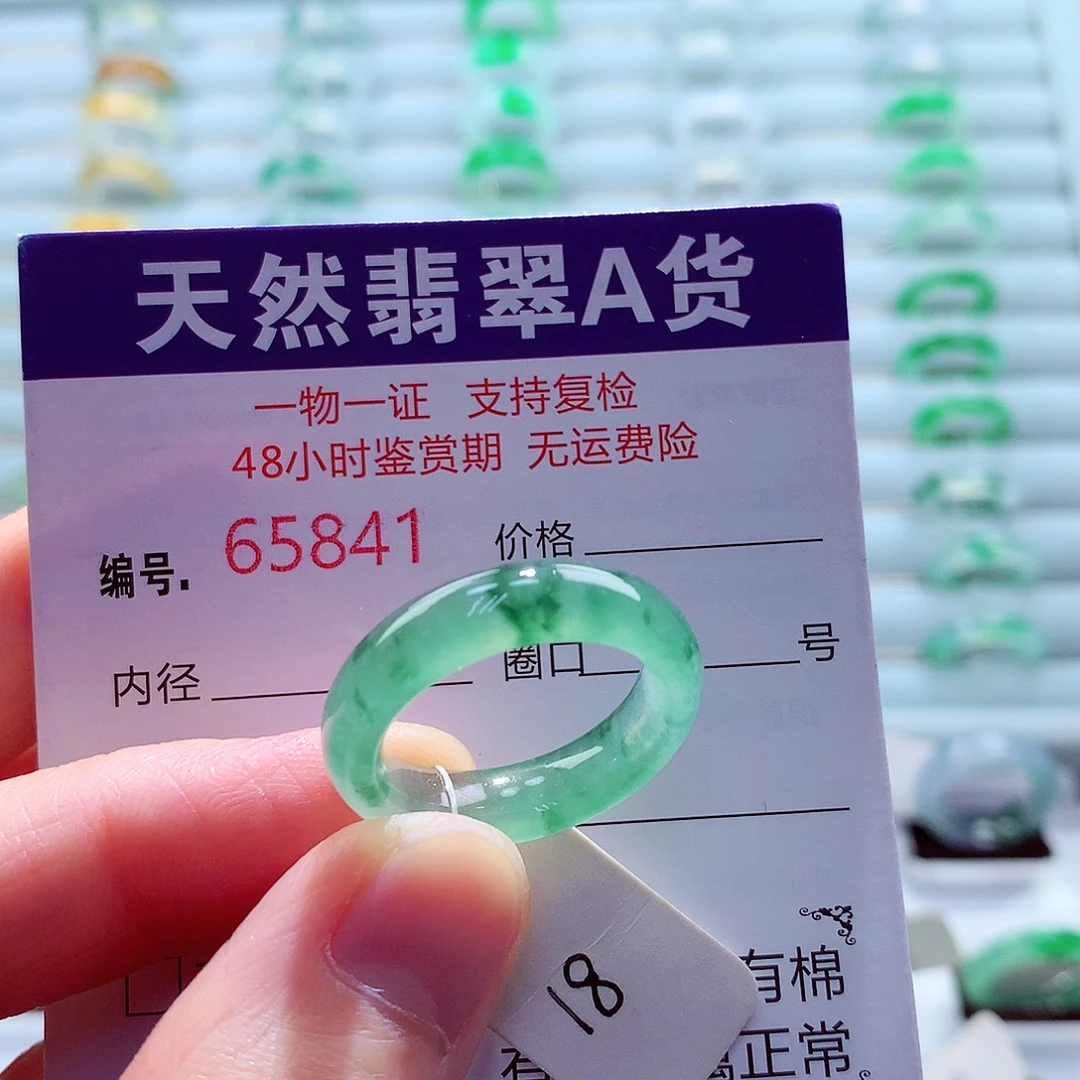 天然翡翠A货
一物一证 支持复检
48小时鉴赏期 无运费险
编号. 65841 价格
内径 圈口 号
有棉
18
正常